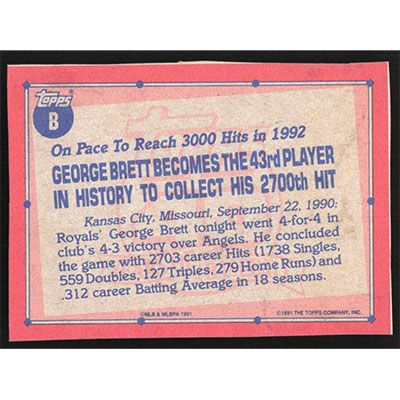 Topps
B
On Pace To Reach 3000 Hits in 1992
GEORGE BRETT BECOMES THE 43rd PLAYER
IN HISTORY TO COLLECT HIS 2700th HIT
Kansas City, Missouri, September 22, 1990:
Royals' George Brett tonight went 4-for-4 in
club's 4-3 victory over Angels. He concluded
the game with 2703 career Hits (1738 Singles,
559 Doubles, 127 Triples, 279 Home Runs) and
.312 career Batting Average in 18 seasons.
©MLB & MLBPA 1991
©1991 THE TOPPS COMPANY, INC.